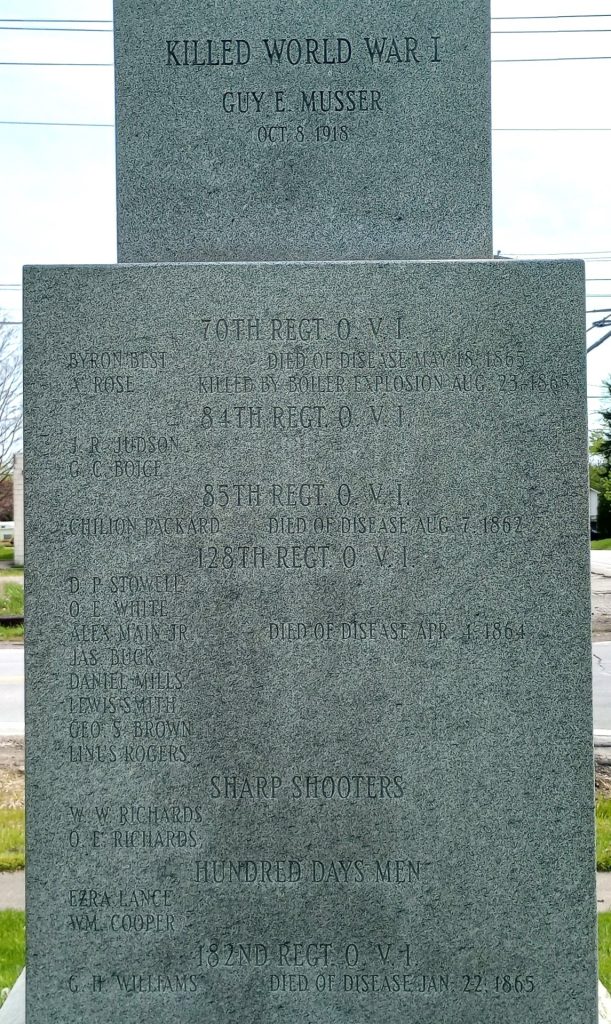 KILLED WORLD WAR I
GUY E. MUSSER
OCT. 8. 1918
70TH REGT. O. V. I.
BYRON BEST DIED OF DISEASE MAY 18, 1865
A. ROSE KILLED BY BOILER EXPLOSION AUG. 23, 1865
84TH REGT. O. V. I.
J. R. JUDSON
G. C. BOICE
85TH REGT. O. V. I.
CHILION PACKARD DIED OF DISEASE AUG. 7, 1862
128TH REGT. O. V. I.
D. P. STOWELL
O. E. WHITE
ALEX MAIN JR. DIED OF DISEASE APR. 4, 1864
JAS. BUCK
DANIEL MILLS
LEWIS SMITH
GEO. S. BROWN
LINUS ROGERS
SHARP SHOOTERS
W. W. RICHARDS
O. E. RICHARDS
HUNDRED DAYS MEN
EZRA LANCE
WM. COOPER
182ND REGT. O. V. I.
G. H. WILLIAMS DIED OF DISEASE JAN. 22, 1865